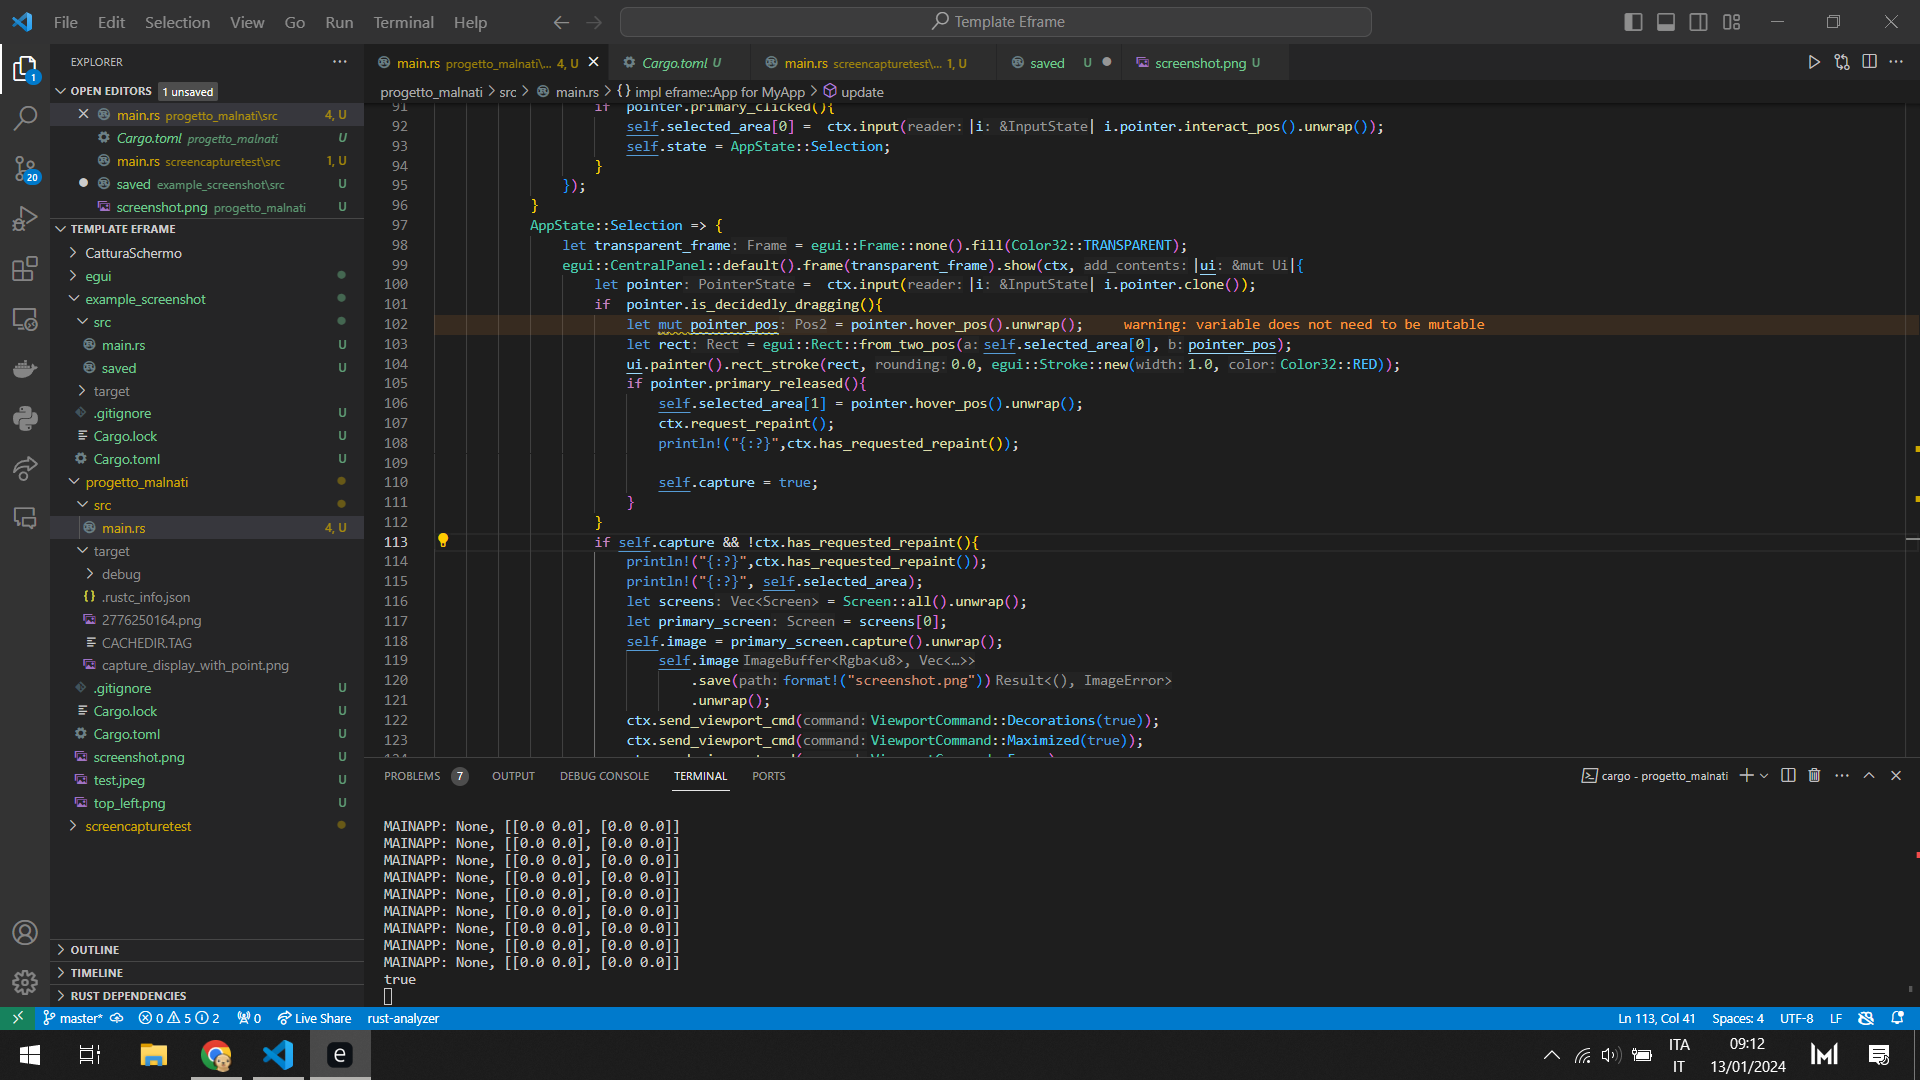 File Edit Selection View Go Run Terminal Help
Template Eframe
EXPLORER
OPEN EDITORS 1 unsaved
main.rs progetto_malnati\src 4, U
Cargo.toml progetto_malnati U
main.rs screencapturetest\src 1, U
saved example_screenshot\src U
screenshot.png progetto_malnati U
TEMPLATE EFRAME
CatturaSchermo
egui
example_screenshot
src
main.rs U
saved U
target
.gitignore U
Cargo.lock U
Cargo.toml U
progetto_malnati
src
main.rs 4, U
target
debug
.rustc_info.json
2776250164.png
CACHEDIR.TAG
capture_display_with_point.png
.gitignore U
Cargo.lock U
Cargo.toml U
screenshot.png U
test.jpeg U
top_left.png U
screencapturetest
OUTLINE
TIMELINE
RUST DEPENDENCIES
main.rs progetto_malnati\... 4, U
Cargo.toml U
main.rs screencapturetest\... 1, U
saved U
screenshot.png U
progetto_malnati > src > main.rs > {} impl eframe::App for MyApp > update
91 if pointer.primary_clicked(){
92 self.selected_area[0] = ctx.input(reader: |i: &InputState| i.pointer.interact_pos().unwrap());
93 self.state = AppState::Selection;
94 }
95 });
96 }
97 AppState::Selection => {
98 let transparent_frame: Frame = egui::Frame::none().fill(Color32::TRANSPARENT);
99 egui::CentralPanel::default().frame(transparent_frame).show(ctx, add_contents: |ui: &mut Ui|{
100 let pointer: PointerState = ctx.input(reader: |i: &InputState| i.pointer.clone());
101 if pointer.is_decidedly_dragging(){
102 let mut pointer_pos: Pos2 = pointer.hover_pos().unwrap(); warning: variable does not need to be mutable
103 let rect: Rect = egui::Rect::from_two_pos(a: self.selected_area[0], b: pointer_pos);
104 ui.painter().rect_stroke(rect, rounding: 0.0, egui::Stroke::new(width: 1.0, color: Color32::RED));
105 if pointer.primary_released(){
106 self.selected_area[1] = pointer.hover_pos().unwrap();
107 ctx.request_repaint();
108 println!("{:?}",ctx.has_requested_repaint());
109
110 self.capture = true;
111 }
112 }
113 if self.capture && !ctx.has_requested_repaint(){
114 println!("{:?}",ctx.has_requested_repaint());
115 println!("{:?}", self.selected_area);
116 let screens: Vec<Screen> = Screen::all().unwrap();
117 let primary_screen: Screen = screens[0];
118 self.image = primary_screen.capture().unwrap();
119 self.image ImageBuffer<Rgba<u8>, Vec<…>>
120 .save(path: format!("screenshot.png")) Result<(), ImageError>
121 .unwrap();
122 ctx.send_viewport_cmd(command: ViewportCommand::Decorations(true));
123 ctx.send_viewport_cmd(command: ViewportCommand::Maximized(true));
PROBLEMS 7 OUTPUT DEBUG CONSOLE TERMINAL PORTS
cargo - progetto_malnati
MAINAPP: None, [[0.0 0.0], [0.0 0.0]]
MAINAPP: None, [[0.0 0.0], [0.0 0.0]]
MAINAPP: None, [[0.0 0.0], [0.0 0.0]]
MAINAPP: None, [[0.0 0.0], [0.0 0.0]]
MAINAPP: None, [[0.0 0.0], [0.0 0.0]]
MAINAPP: None, [[0.0 0.0], [0.0 0.0]]
MAINAPP: None, [[0.0 0.0], [0.0 0.0]]
MAINAPP: None, [[0.0 0.0], [0.0 0.0]]
MAINAPP: None, [[0.0 0.0], [0.0 0.0]]
true
master* 0 5 2 0 Live Share rust-analyzer
Ln 113, Col 41 Spaces: 4 UTF-8 LF
1
20
e
ITA
IT
09:12
13/01/2024